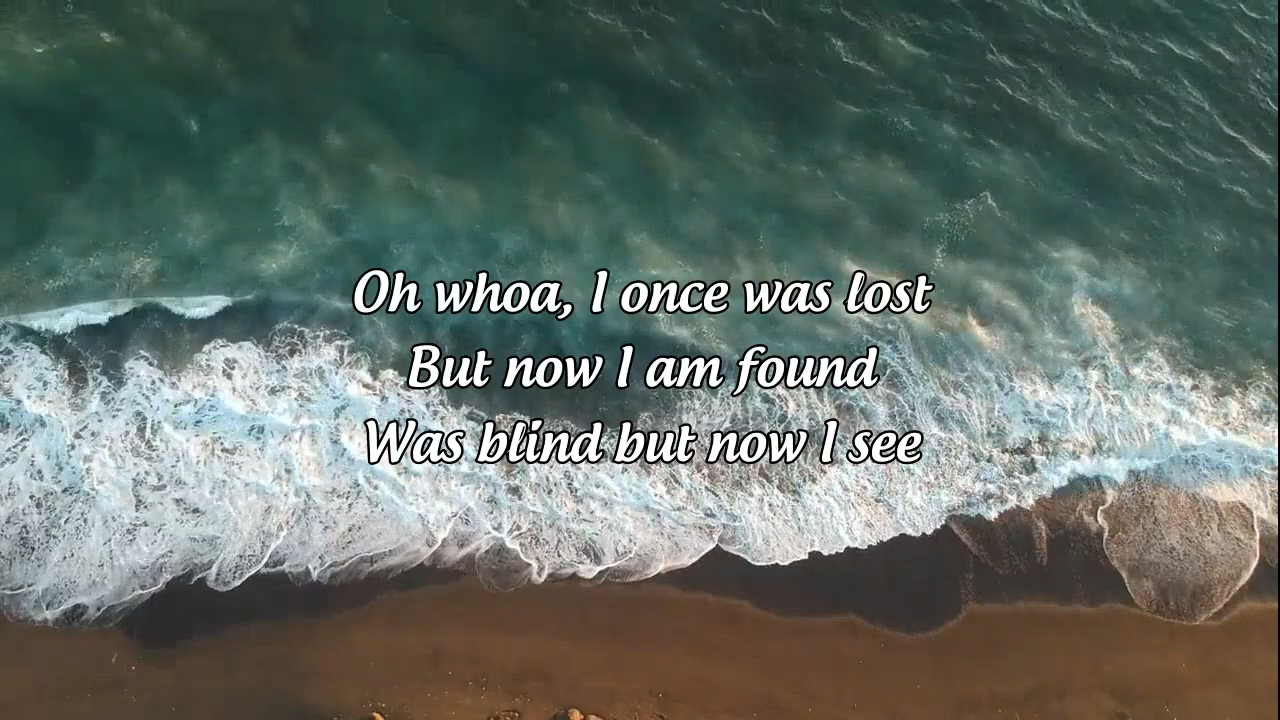 Oh whoa, I once was lost
But now I am found
Was blind but now I see